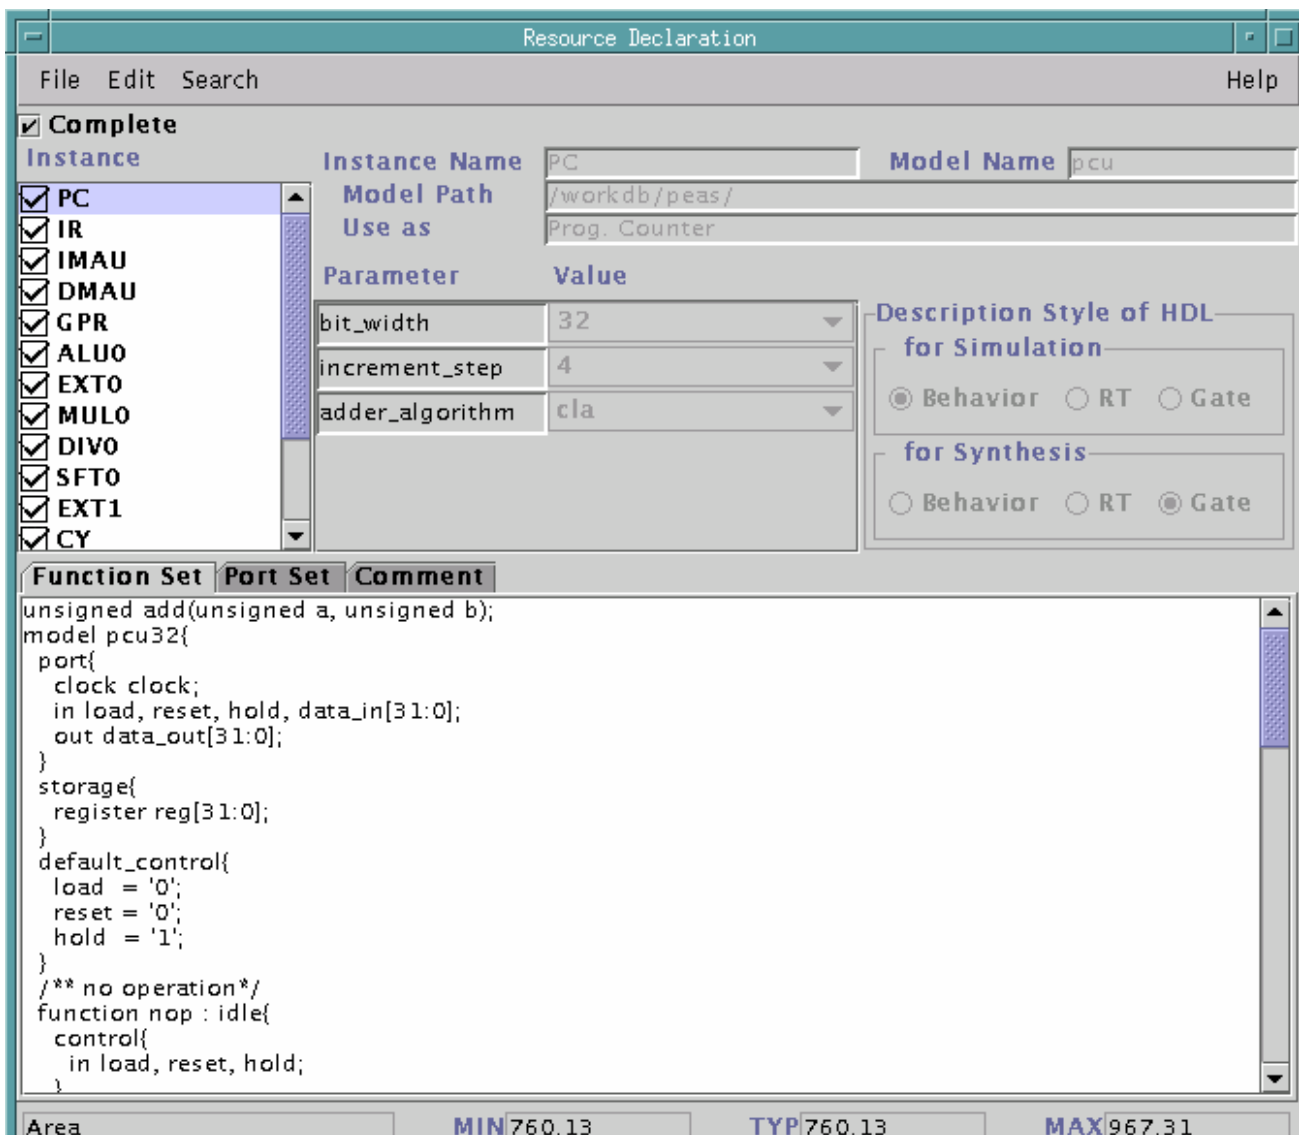 Resource Declaration
File Edit Search Help
Complete
Instance
Instance Name PC Model Name pcu
Model Path /workdb/peas/
Use as Prog. Counter
PC
IR
IMAU
DMAU
GPR
ALU0
EXT0
MUL0
DIV0
SFT0
EXT1
CY
Parameter Value
bit_width 32
increment_step 4
adder_algorithm cla
Description Style of HDL
for Simulation
Behavior RT Gate
for Synthesis
Behavior RT Gate
Function Set Port Set Comment
unsigned add(unsigned a, unsigned b);
model pcu32{
port{
clock clock;
in load, reset, hold, data_in[31:0];
out data_out[31:0];
}
storage{
register reg[31:0];
}
default_control{
load = '0';
reset = '0';
hold = '1';
}
/** no operation*/
function nop : idle{
control{
in load, reset, hold;
}
Area MIN 760.13 TYP 760.13 MAX 967.31